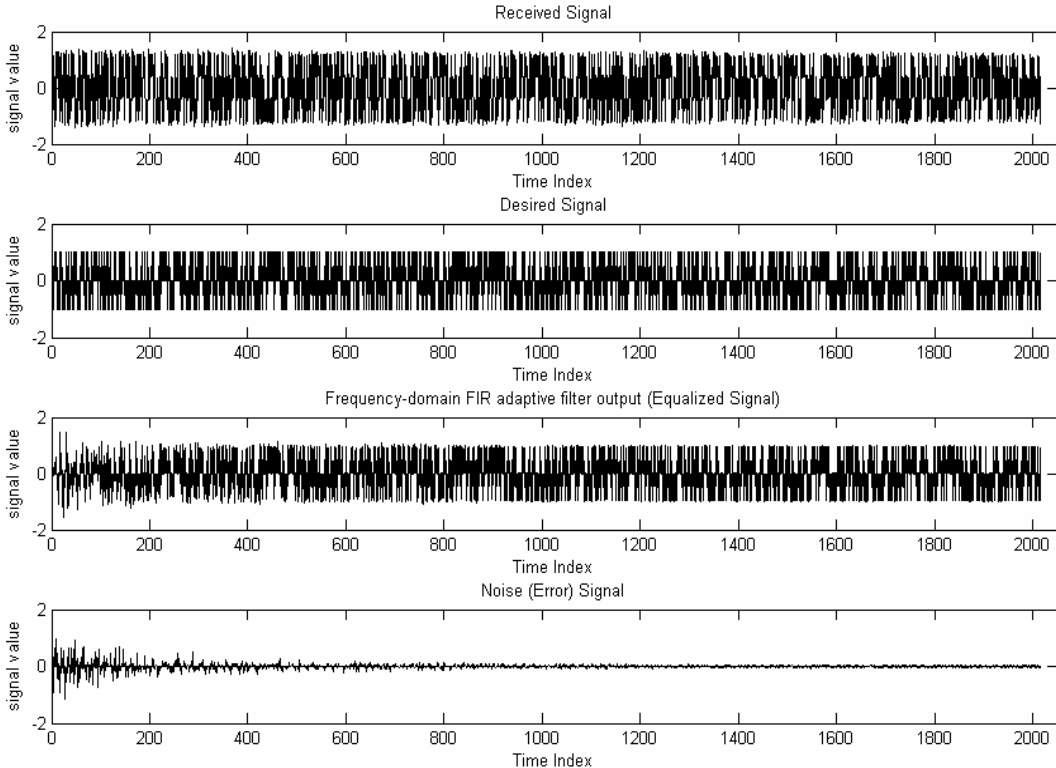 Received Signal
2
0
-2
signal value
0 200 400 600 800 1000 1200 1400 1600 1800 2000
Time Index
Desired Signal
2
0
-2
signal value
0 200 400 600 800 1000 1200 1400 1600 1800 2000
Time Index
Frequency-domain FIR adaptive filter output (Equalized Signal)
2
0
-2
signal value
0 200 400 600 800 1000 1200 1400 1600 1800 2000
Time Index
Noise (Error) Signal
2
0
-2
signal value
0 200 400 600 800 1000 1200 1400 1600 1800 2000
Time Index